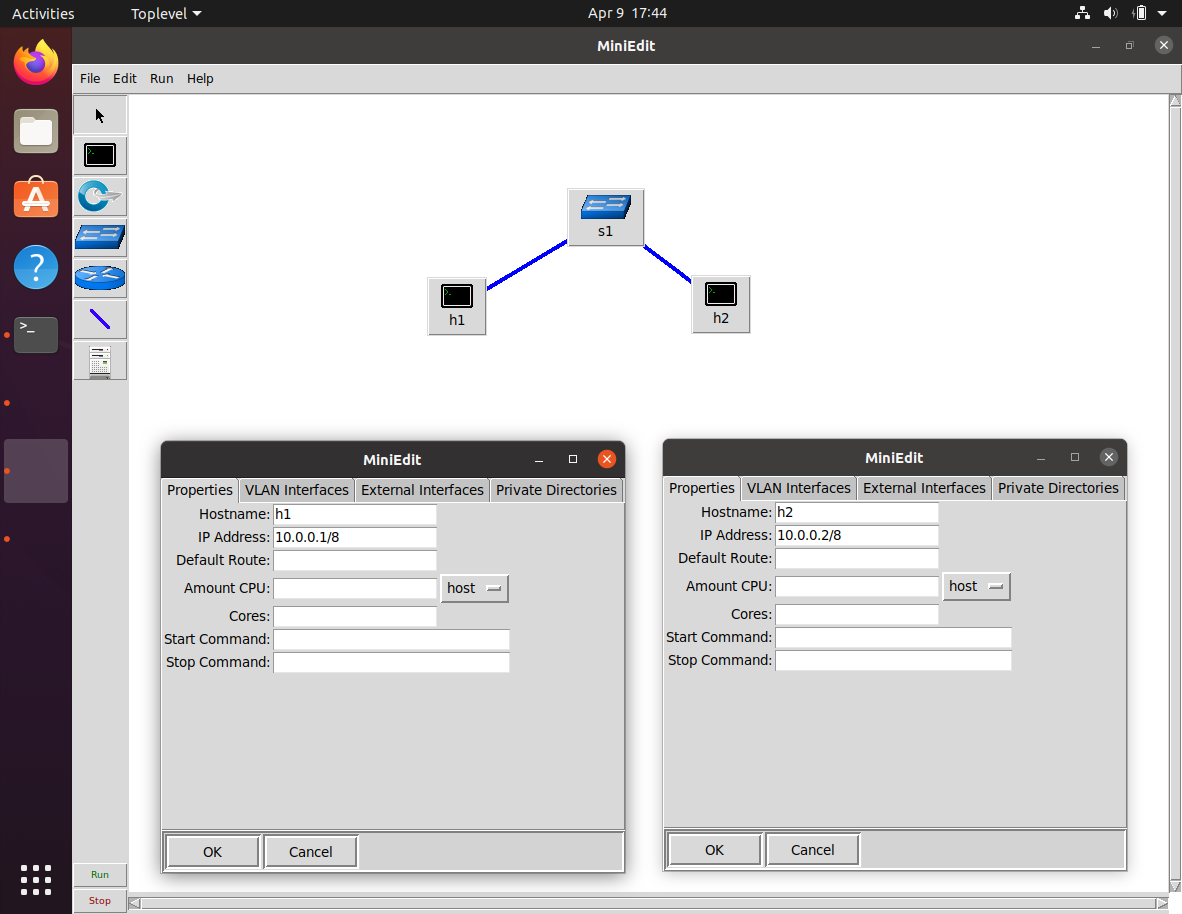 Activities Toplevel Apr 9 17:44
MiniEdit
File Edit Run Help
s1
h1
h2
MiniEdit
Properties VLAN Interfaces External Interfaces Private Directories
Hostname: h1
IP Address: 10.0.0.1/8
Default Route:
Amount CPU: host
Cores:
Start Command:
Stop Command:
OK Cancel
MiniEdit
Properties VLAN Interfaces External Interfaces Private Directories
Hostname: h2
IP Address: 10.0.0.2/8
Default Route:
Amount CPU: host
Cores:
Start Command:
Stop Command:
OK Cancel
Run
Stop